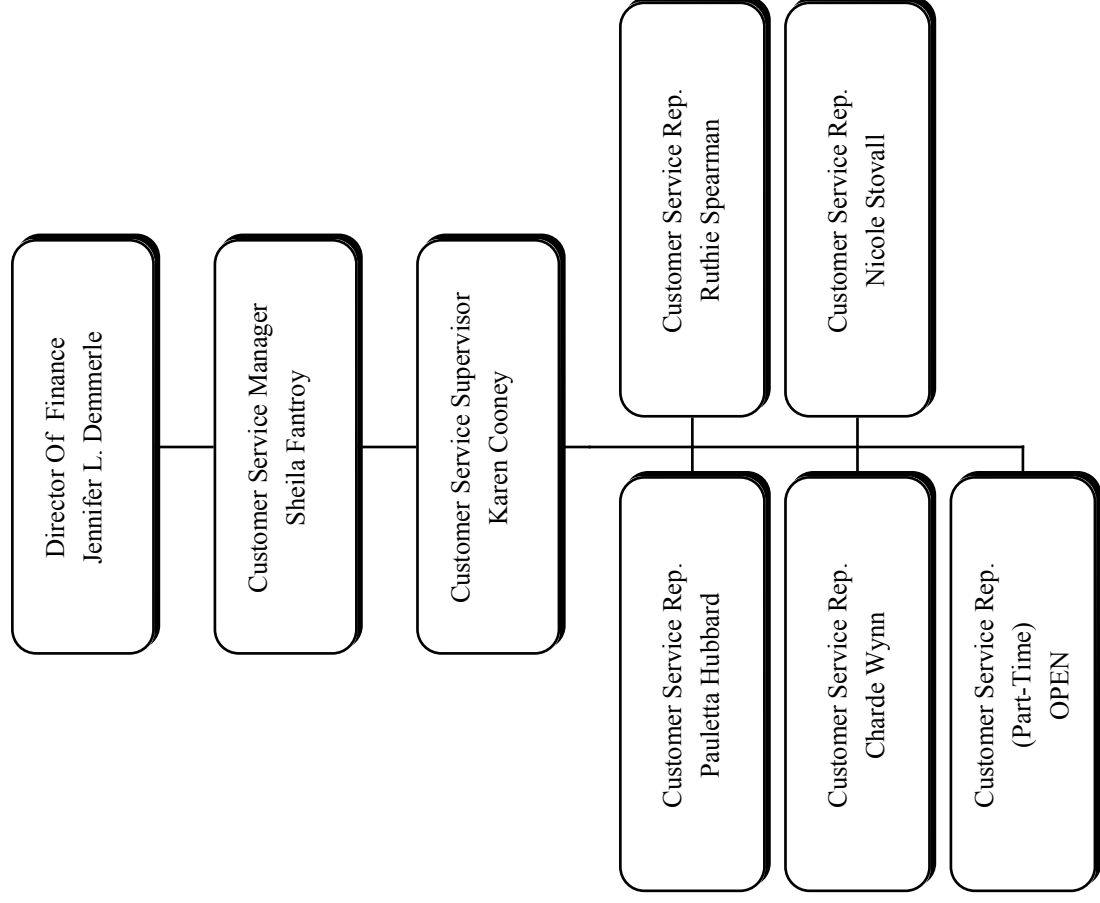 Director Of Finance
Jennifer L. Demmerle
Customer Service Manager
Sheila Fantroy
Customer Service Supervisor
Karen Cooney
Customer Service Rep.
Pauletta Hubbard
Customer Service Rep.
Ruthie Spearman
Customer Service Rep.
Charde Wynn
Customer Service Rep.
Nicole Stovall
Customer Service Rep.
(Part-Time)
OPEN